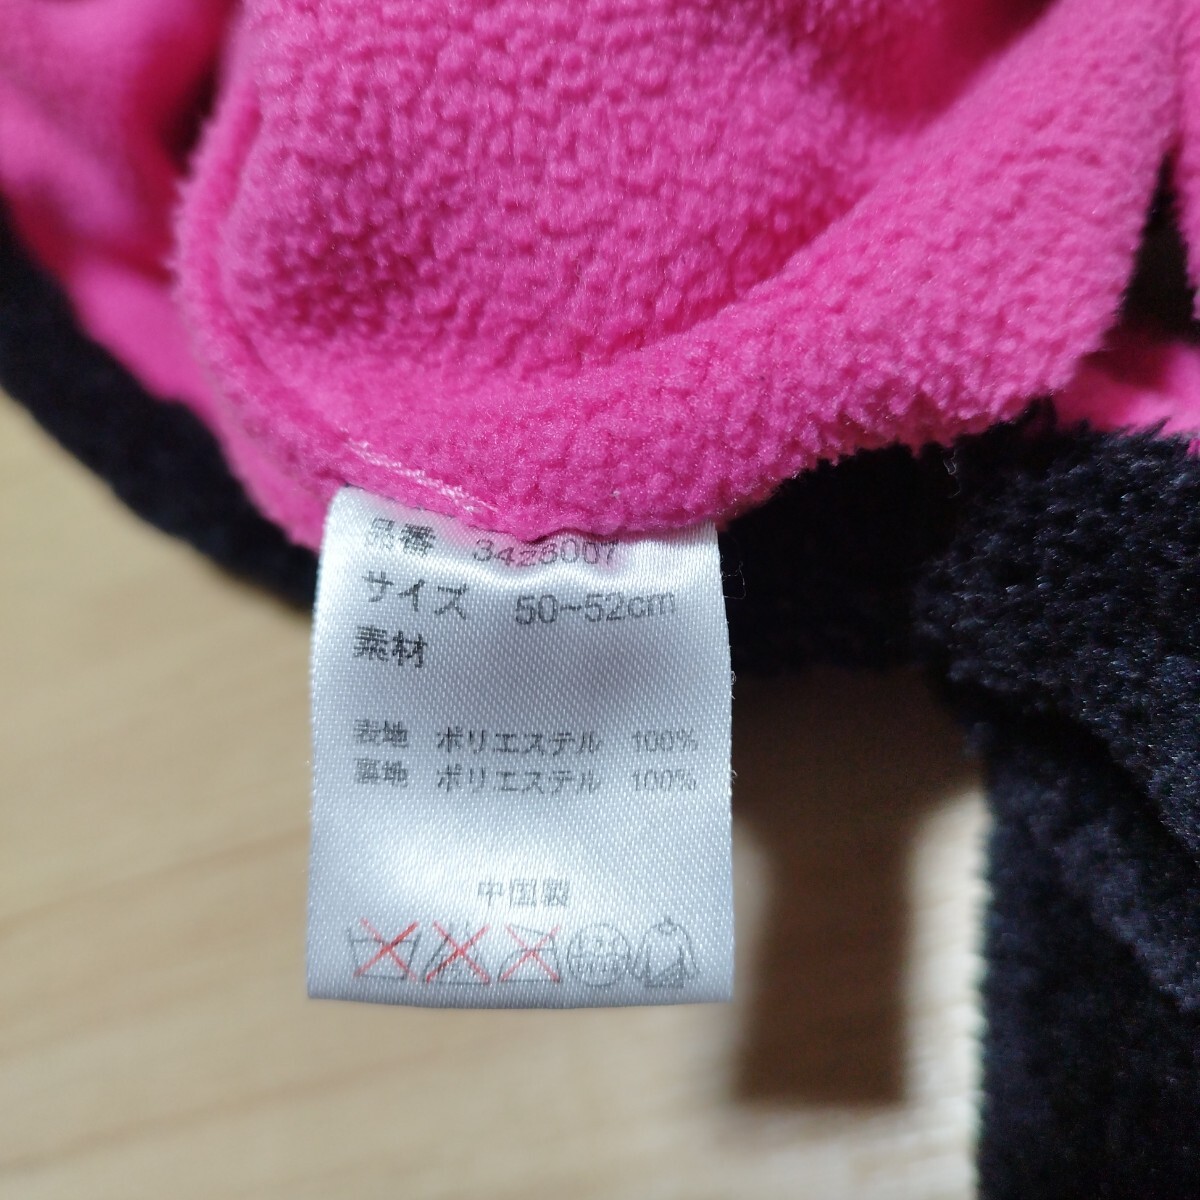 品番 3426007
サイズ 50~52cm
素材
表地 ポリエステル 100%
裏地 ポリエステル 100%
中国製